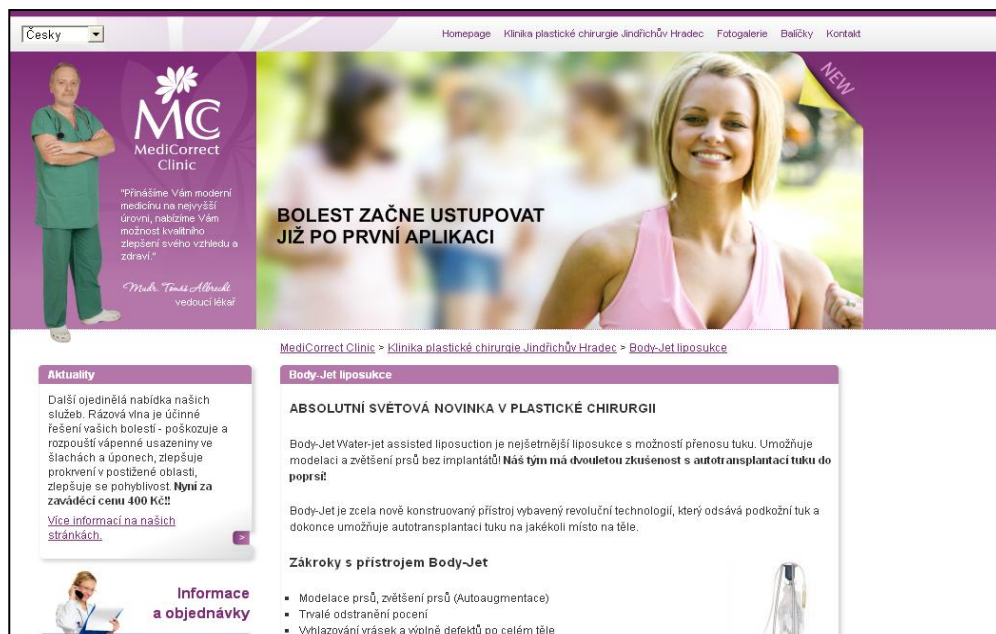 Česky
Homepage Klinika plastické chirurgie Jindřichův Hradec Fotogalerie Balíčky Kontakt
NEW
MC
MediCorrect
Clinic
"Přinášíme Vám moderní
medicínu na nejvyšší
úrovni, nabízíme Vám
možnost kvalitního
zlepšení svého vzhledu a
zdraví."
Mudr. Tomáš Albrecht
vedoucí lékař
BOLEST ZAČNE USTUPOVAT
JIŽ PO PRVNÍ APLIKACI
MediCorrect Clinic > Klinika plastické chirurgie Jindřichův Hradec > Body-Jet liposukce
Aktuality
Další ojedinělá nabídka našich
služeb. Rázová vlna je účinné
řešení vašich bolestí - poškozuje a
rozpouští vápenné usazeniny ve
šlachách a úponech, zlepšuje
prokrvení v postižené oblasti,
zlepšuje se pohyblivost. Nyní za
zaváděcí cenu 400 Kč!!
Více informací na našich
stránkách.
>
Informace
a objednávky
Body-Jet liposukce
ABSOLUTNÍ SVĚTOVÁ NOVINKA V PLASTICKÉ CHIRURGII
Body-Jet Water-jet assisted liposuction je nejšetrnější liposukce s možností přenosu tuku. Umožňuje
modelaci a zvětšení prsů bez implantátů! Náš tým má dvouletou zkušenost s autotransplantací tuku do
poprsí!
Body-Jet je zcela nově konstruovaný přístroj vybavený revoluční technologií, který odsává podkožní tuk a
dokonce umožňuje autotransplantaci tuku na jakékoli místo na těle.
Zákroky s přístrojem Body-Jet
Modelace prsů, zvětšení prsů (Autoaugmentace)
Trvalé odstranění pocení
Vyhlazování vrásek a výplně defektů po celém těle